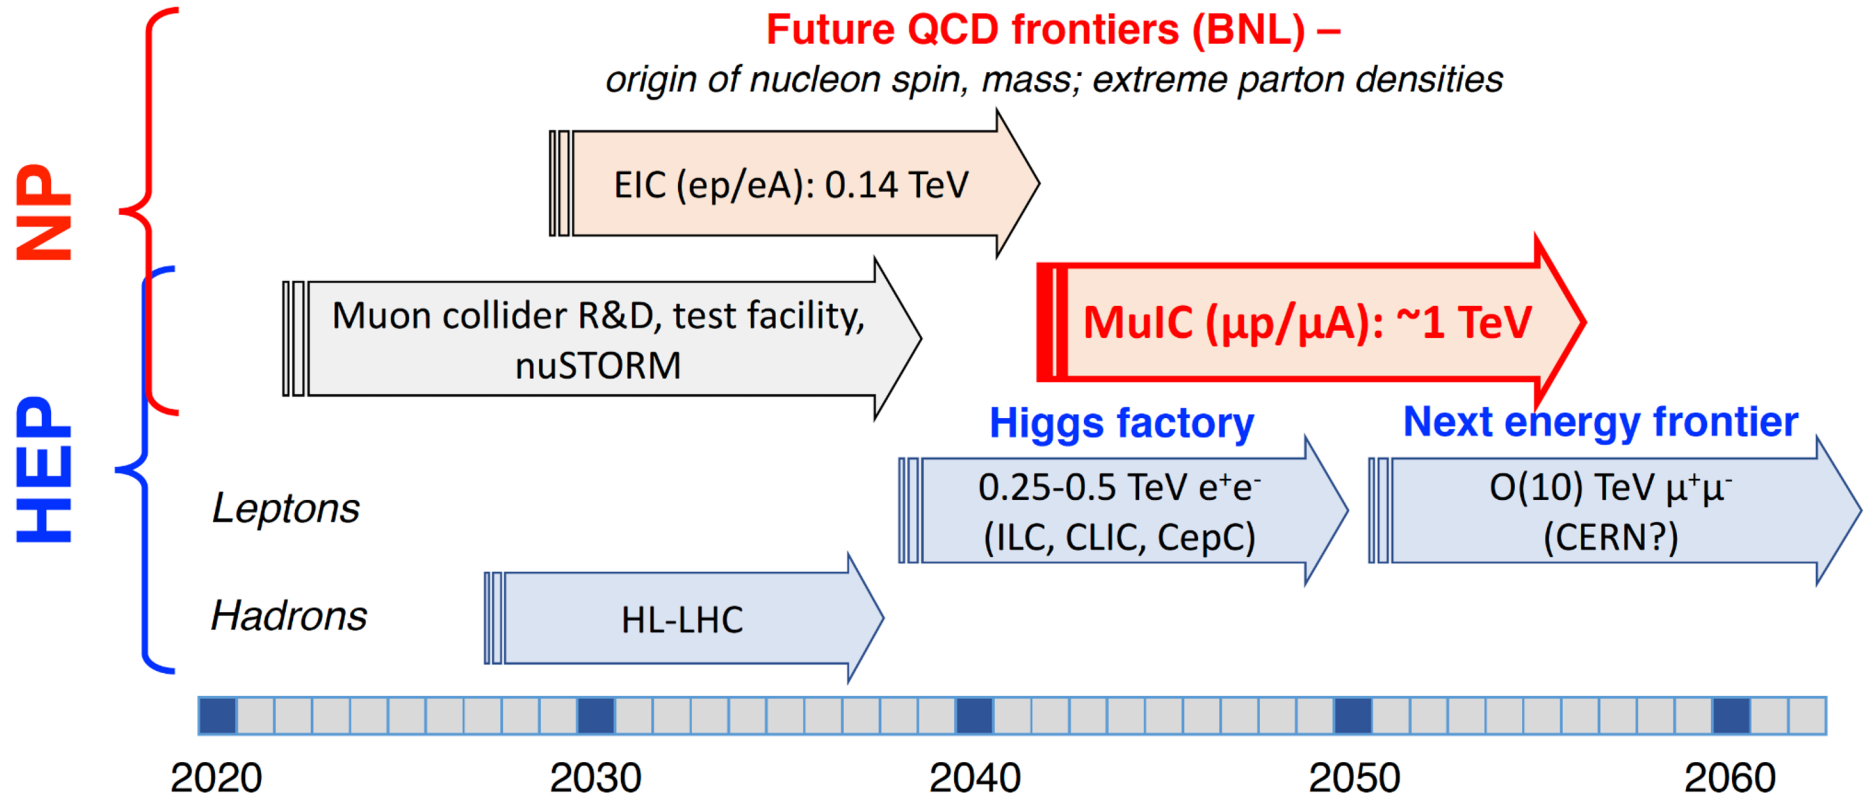 Future QCD frontiers (BNL) –
origin of nucleon spin, mass; extreme parton densities
NP
EIC (ep/eA): 0.14 TeV
Muon collider R&D, test facility,
nuSTORM
MuIC (μp/μA): ~1 TeV
HEP
Higgs factory
Next energy frontier
Leptons
0.25-0.5 TeV e⁺e⁻
(ILC, CLIC, CepC)
O(10) TeV μ⁺μ⁻
(CERN?)
Hadrons
HL-LHC
2020 2030 2040 2050 2060